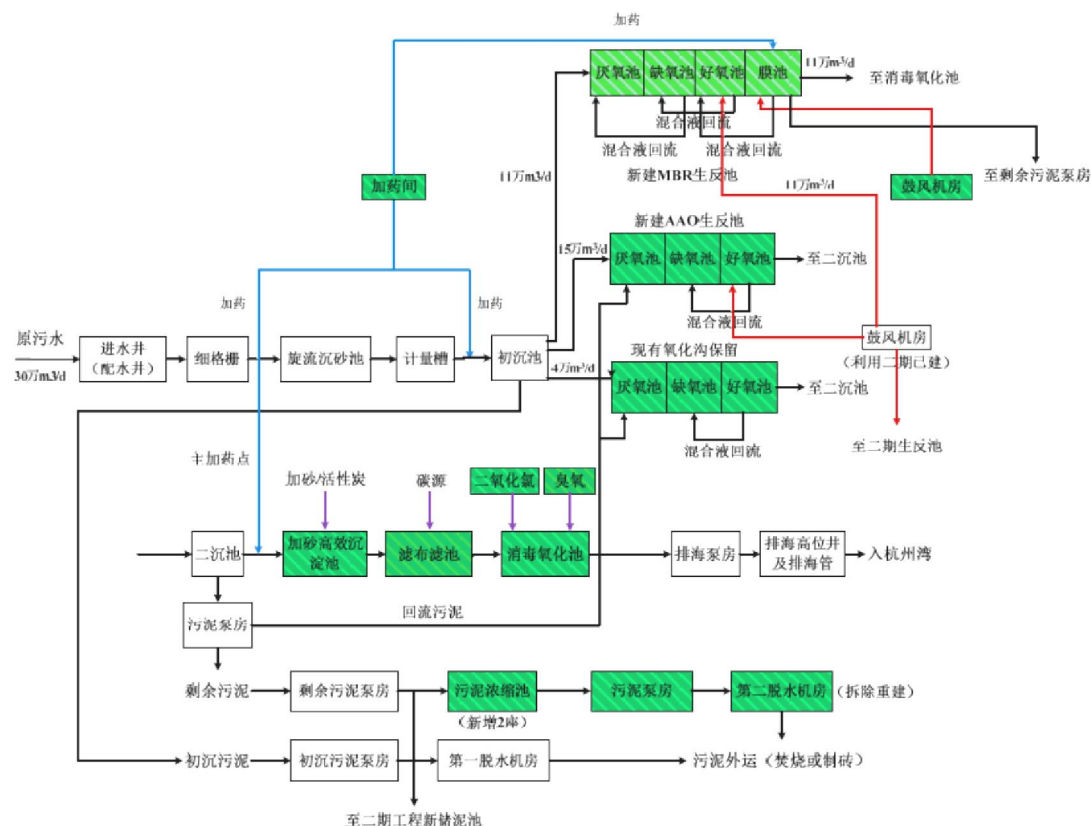 加药
11万m³/d
厌氧池
缺氧池
好氧池
膜池
至消毒氧化池
混合液回流
混合液回流
混合液回流
新建MBR生反池
11万m3/d
加药间
11万m³/d
鼓风机房
至剩余污泥泵房
新建AAO生反池
15万m³/d
厌氧池
缺氧池
好氧池
至二沉池
混合液回流
加药
加药
原污水
30万m3/d
进水井
（配水井）
细格栅
旋流沉砂池
计量槽
初沉池
鼓风机房
（利用二期已建）
现有氧化沟保留
4万m³/d
厌氧池
缺氧池
好氧池
至二沉池
混合液回流
至二期生反池
主加药点
加砂/活性炭
碳源
二氧化氯
臭氧
二沉池
加砂高效沉
淀池
滤布滤池
消毒氧化池
排海泵房
排海高位井
及排海管
入杭州湾
污泥泵房
回流污泥
剩余污泥
剩余污泥泵房
污泥浓缩池
（新增2座）
污泥泵房
第二脱水机房
（拆除重建）
初沉污泥
初沉污泥泵房
第一脱水机房
污泥外运（焚烧或制砖）
至二期工程新储泥池